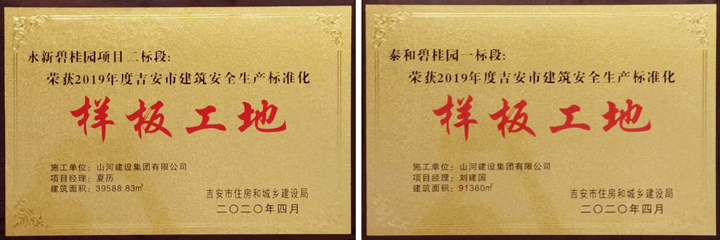 永新碧桂园项目二标段:
荣获2019年度吉安市建筑安全生产标准化
样板工地
施工单位：山河建设集团有限公司
项目经理：夏历
建筑面积：39588.83㎡
吉安市住房和城乡建设局
二〇二〇年四月
泰和碧桂园一标段:
荣获2019年度吉安市建筑安全生产标准化
样板工地
施工单位：山河建设集团有限公司
项目经理：刘建国
建筑面积：91360㎡
吉安市住房和城乡建设局
二〇二〇年四月